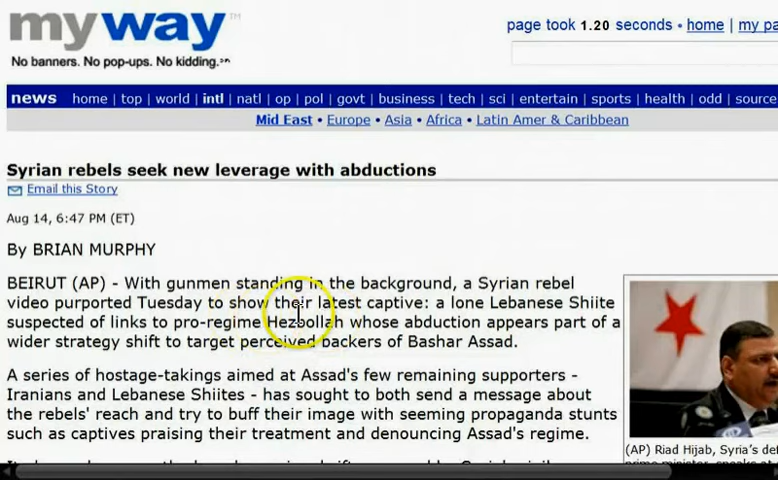 myway™
page took 1.20 seconds • home | my pa
No banners. No pop-ups. No kidding.℠
news home | top | world | intl | natl | op | pol | govt | business | tech | sci | entertain | sports | health | odd | source
Mid East • Europe • Asia • Africa • Latin Amer & Caribbean
Syrian rebels seek new leverage with abductions
Email this Story
Aug 14, 6:47 PM (ET)
By BRIAN MURPHY
BEIRUT (AP) - With gunmen standing in the background, a Syrian rebel
video purported Tuesday to show their latest captive: a lone Lebanese Shiite
suspected of links to pro-regime Hezbollah whose abduction appears part of a
wider strategy shift to target perceived backers of Bashar Assad.
A series of hostage-takings aimed at Assad's few remaining supporters -
Iranians and Lebanese Shiites - has sought to both send a message about
the rebels' reach and try to buff their image with seeming propaganda stunts
such as captives praising their treatment and denouncing Assad's regime.
(AP) Riad Hijab, Syria's def